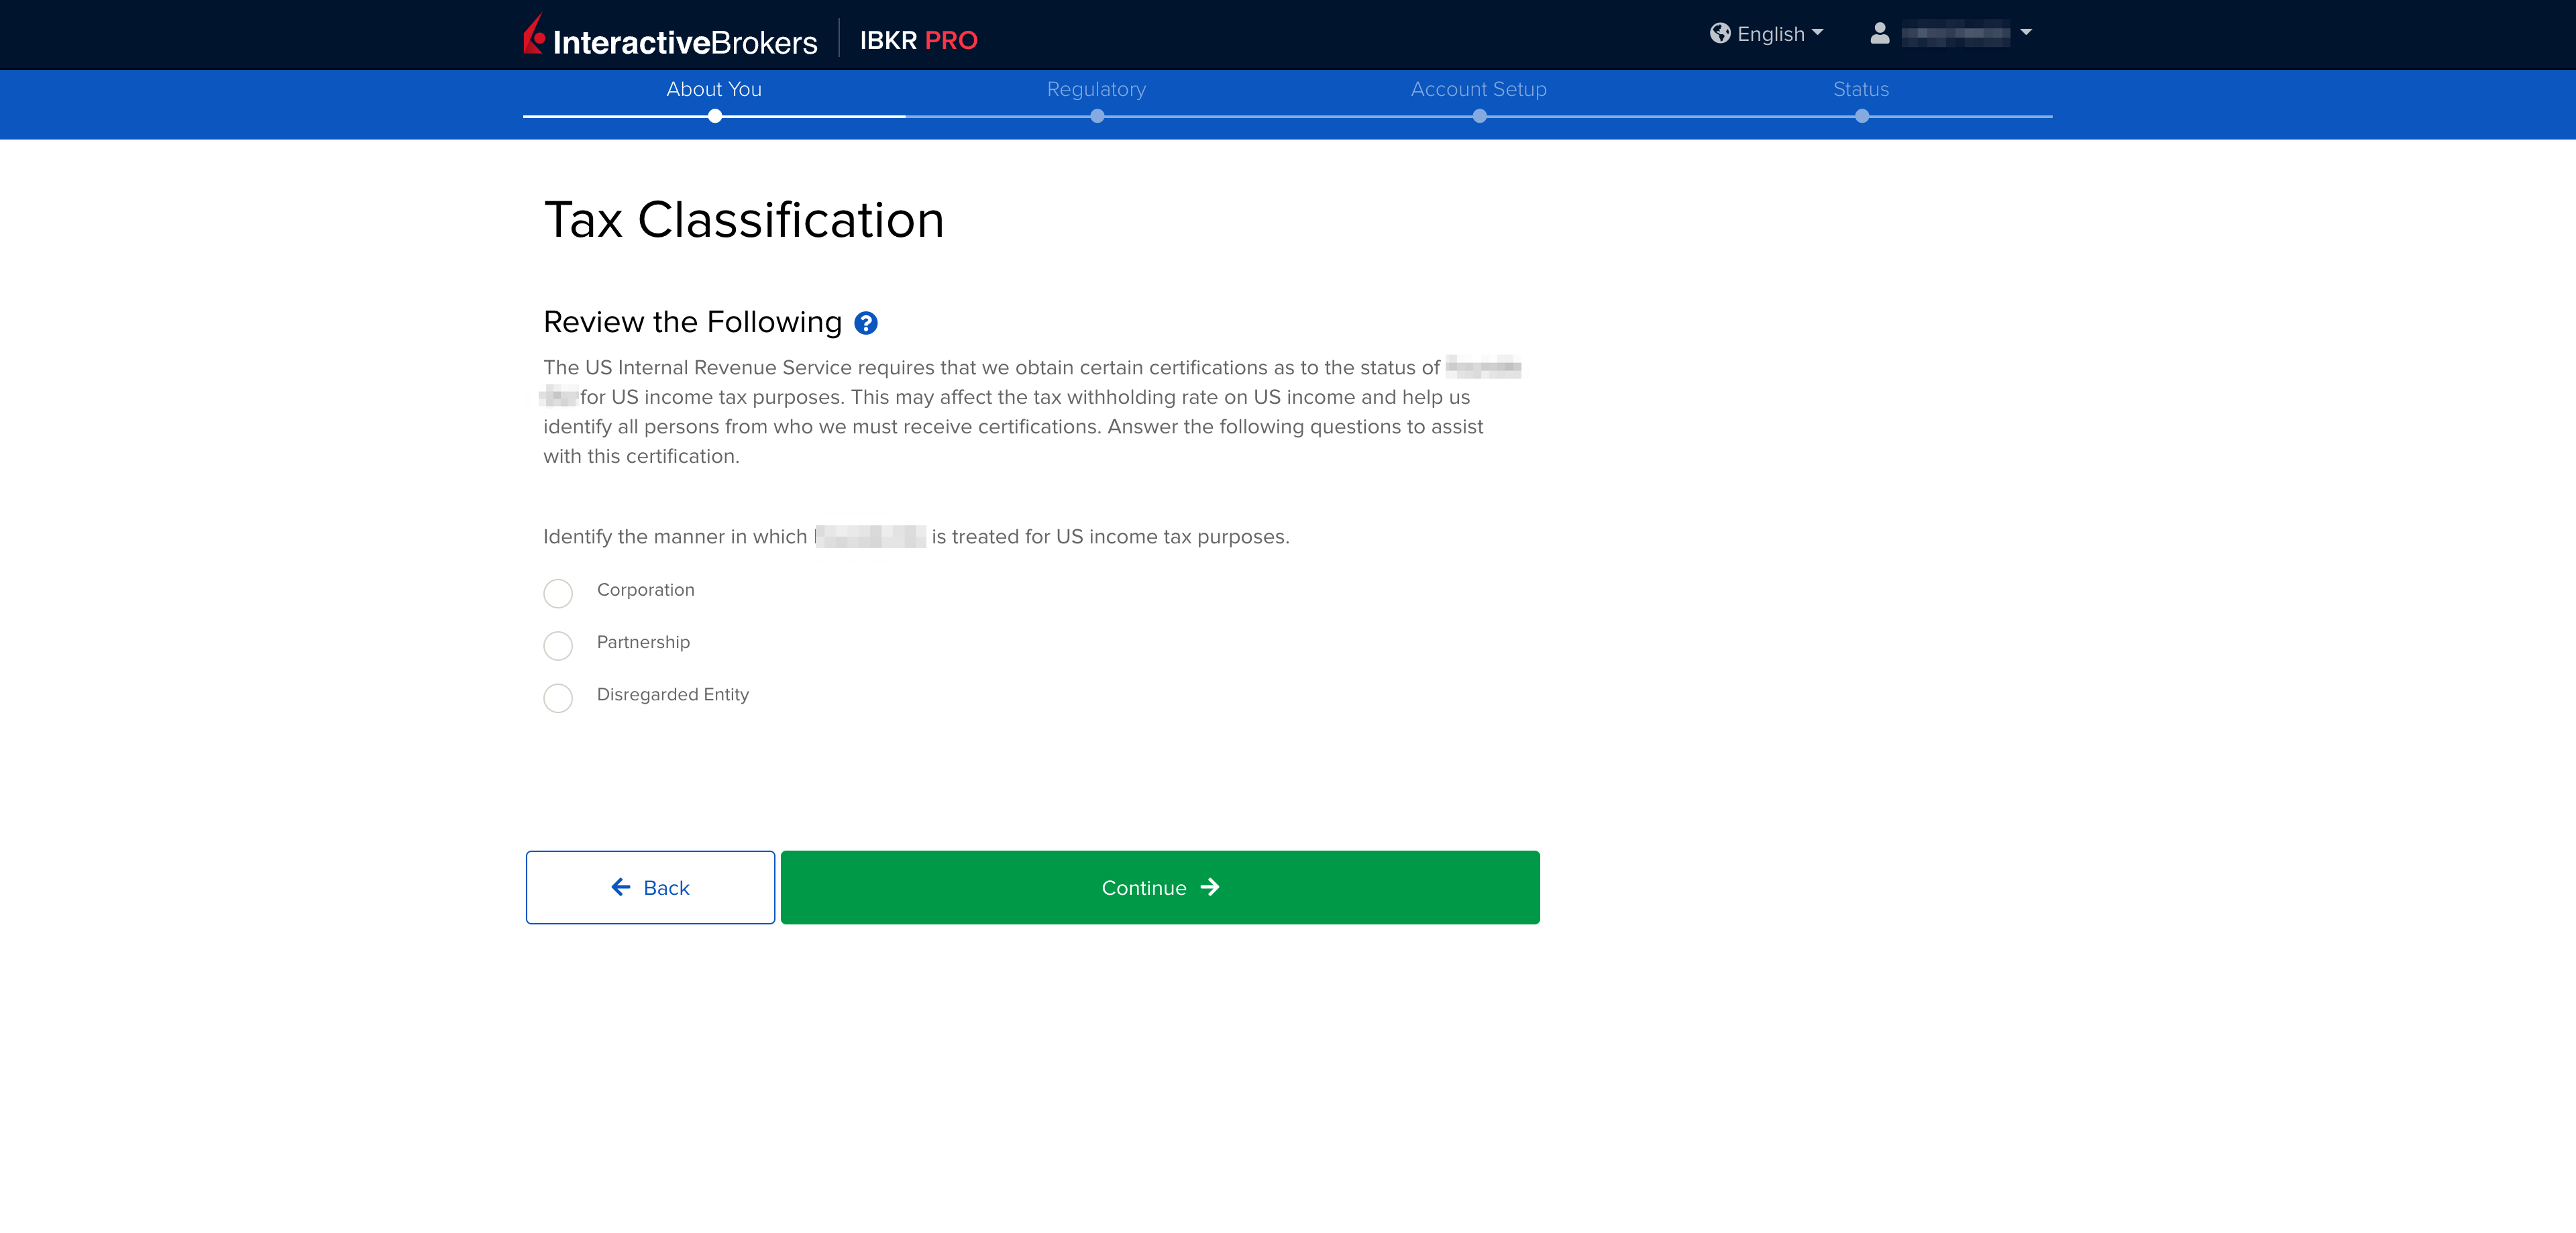 InteractiveBrokers IBKR PRO English
About You Regulatory Account Setup Status
Tax Classification
Review the Following ?
The US Internal Revenue Service requires that we obtain certain certifications as to the status of
for US income tax purposes. This may affect the tax withholding rate on US income and help us
identify all persons from who we must receive certifications. Answer the following questions to assist
with this certification.
Identify the manner in which is treated for US income tax purposes.
Corporation
Partnership
Disregarded Entity
Back Continue